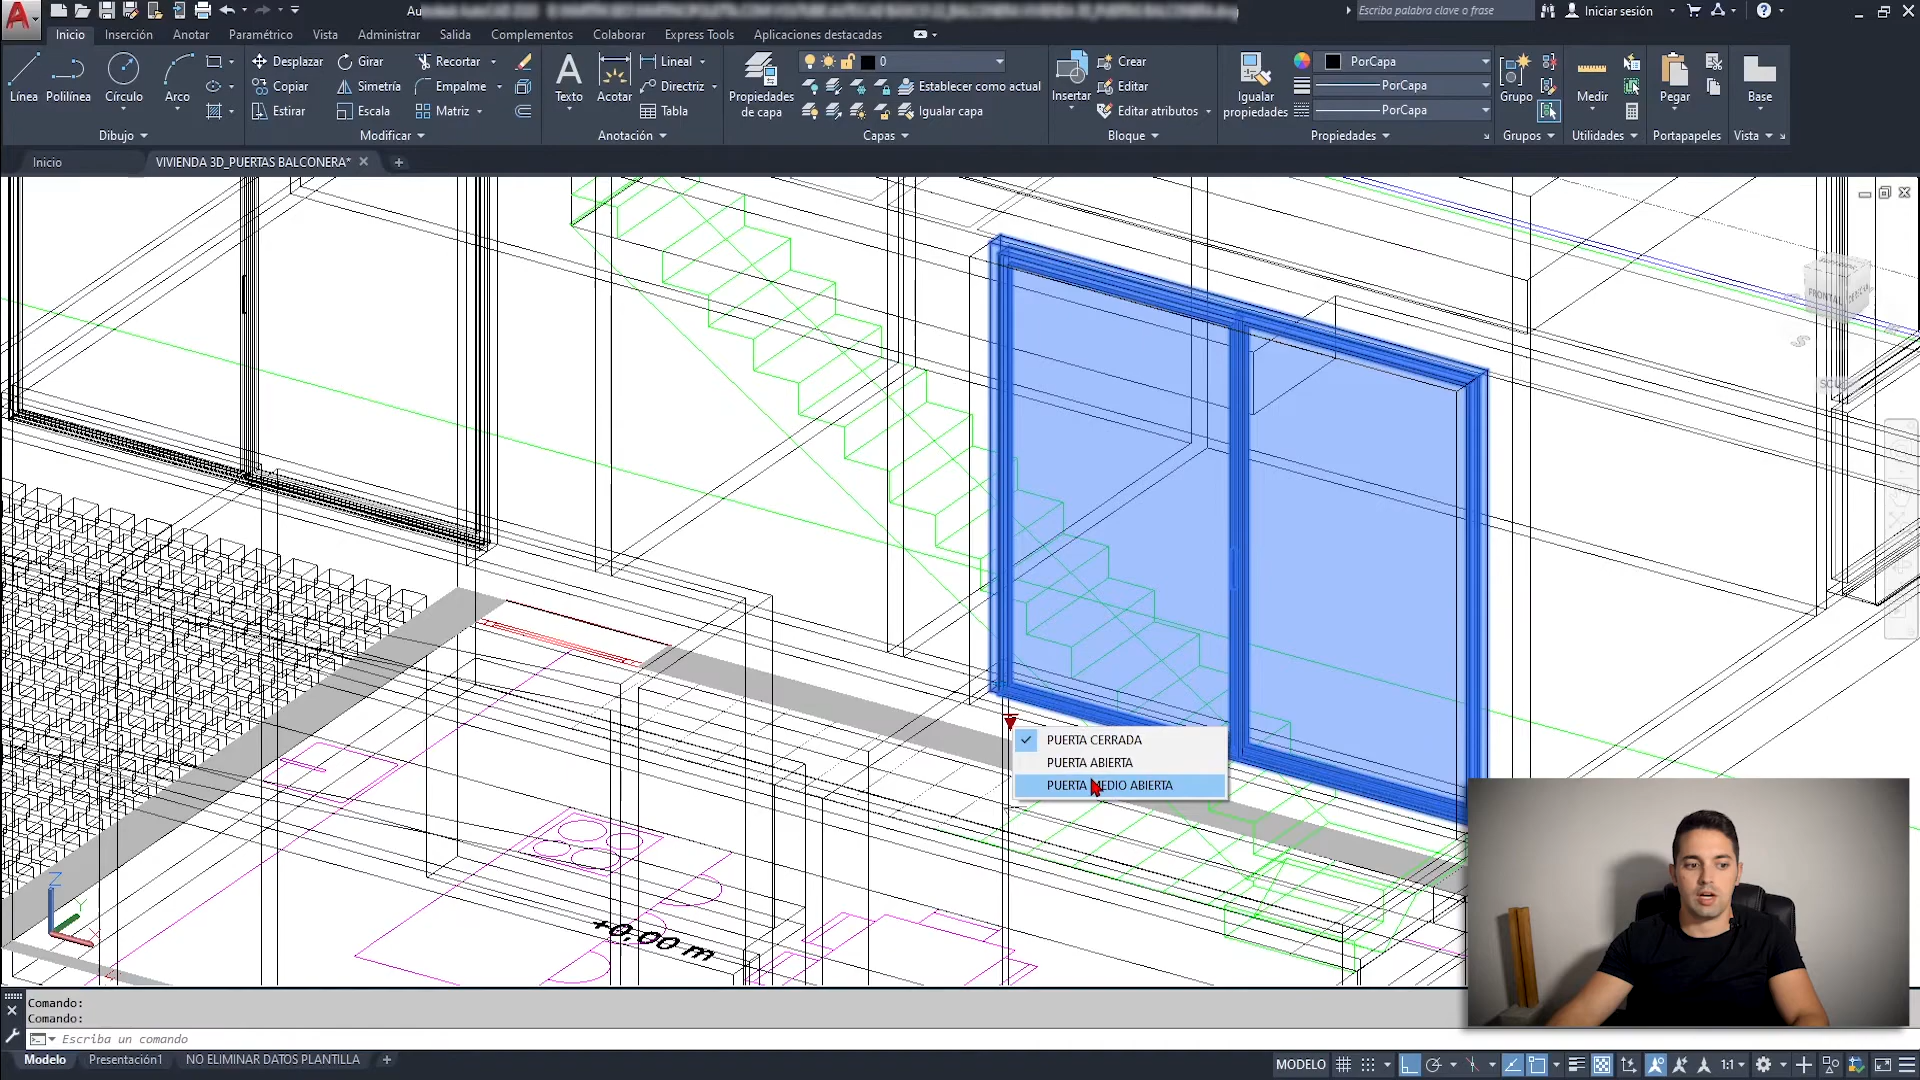 Escriba palabra clave o frase
Iniciar sesión
Inicio
Inserción
Anotar
Paramétrico
Vista
Administrar
Salida
Complementos
Colaborar
Express Tools
Aplicaciones destacadas
Desplazar
Girar
Recortar
Lineal
0
Crear
PorCapa
Copiar
Simetría
Empalme
Directriz
Establecer como actual
Editar
PorCapa
Línea
Polilínea
Círculo
Arco
Texto
Acotar
Propiedades
de capa
Insertar
Igualar
propiedades
Grupo
Medir
Pegar
Base
Estirar
Escala
Matriz
Tabla
Igualar capa
Editar atributos
PorCapa
Dibujo
Modificar
Anotación
Capas
Bloque
Propiedades
Grupos
Utilidades
Portapapeles
Vista
Inicio
VIVIENDA 3D_PUERTAS BALCONERA*
FRONTAL
S
PUERTA CERRADA
PUERTA ABIERTA
PUERTA MEDIO ABIERTA
Z
Y
X
+0,00 m
Comando:
Comando:
Escriba un comando
Modelo
Presentación1
NO ELIMINAR DATOS PLANTILLA
MODELO
1:1